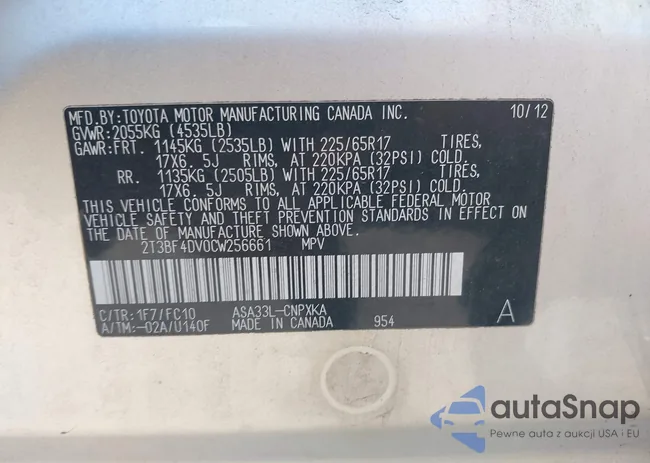 MFD.BY:TOYOTA MOTOR MANUFACTURING CANADA INC. 10/12
GVWR:2055KG (4535LB)
GAWR:FRT. 1145KG (2535LB) WITH 225/65R17 TIRES,
17X6.5J RIMS, AT 220KPA (32PSI) COLD.
RR. 1135KG (2505LB) WITH 225/65R17 TIRES,
17X6.5J RIMS, AT 220KPA (32PSI) COLD.
THIS VEHICLE CONFORMS TO ALL APPLICABLE FEDERAL MOTOR
VEHICLE SAFETY AND THEFT PREVENTION STANDARDS IN EFFECT ON
THE DATE OF MANUFACTURE SHOWN ABOVE.
2T3BF4DV0CW256661 MPV
C/TR:1F7/FC10 ASA33L-CNPXKA
A/TM:-02A/U140F MADE IN CANADA 954 A
autaSnap
Pewne auta z aukcji USA i EU